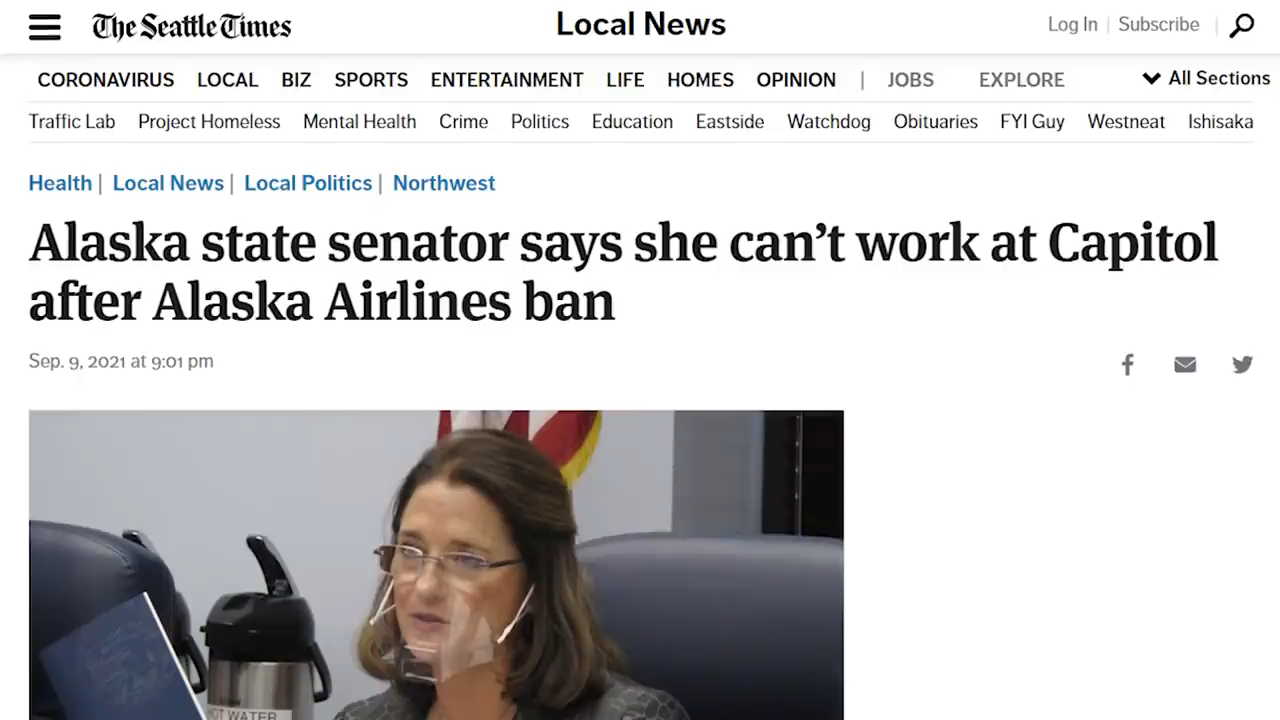 The Seattle Times
Local News
Log In | Subscribe |
CORONAVIRUS LOCAL BIZ SPORTS ENTERTAINMENT LIFE HOMES OPINION | JOBS EXPLORE All Sections
Traffic Lab Project Homeless Mental Health Crime Politics Education Eastside Watchdog Obituaries FYI Guy Westneat Ishisaka
Health | Local News | Local Politics | Northwest
Alaska state senator says she can’t work at Capitol
after Alaska Airlines ban
Sep. 9, 2021 at 9:01 pm
WATER